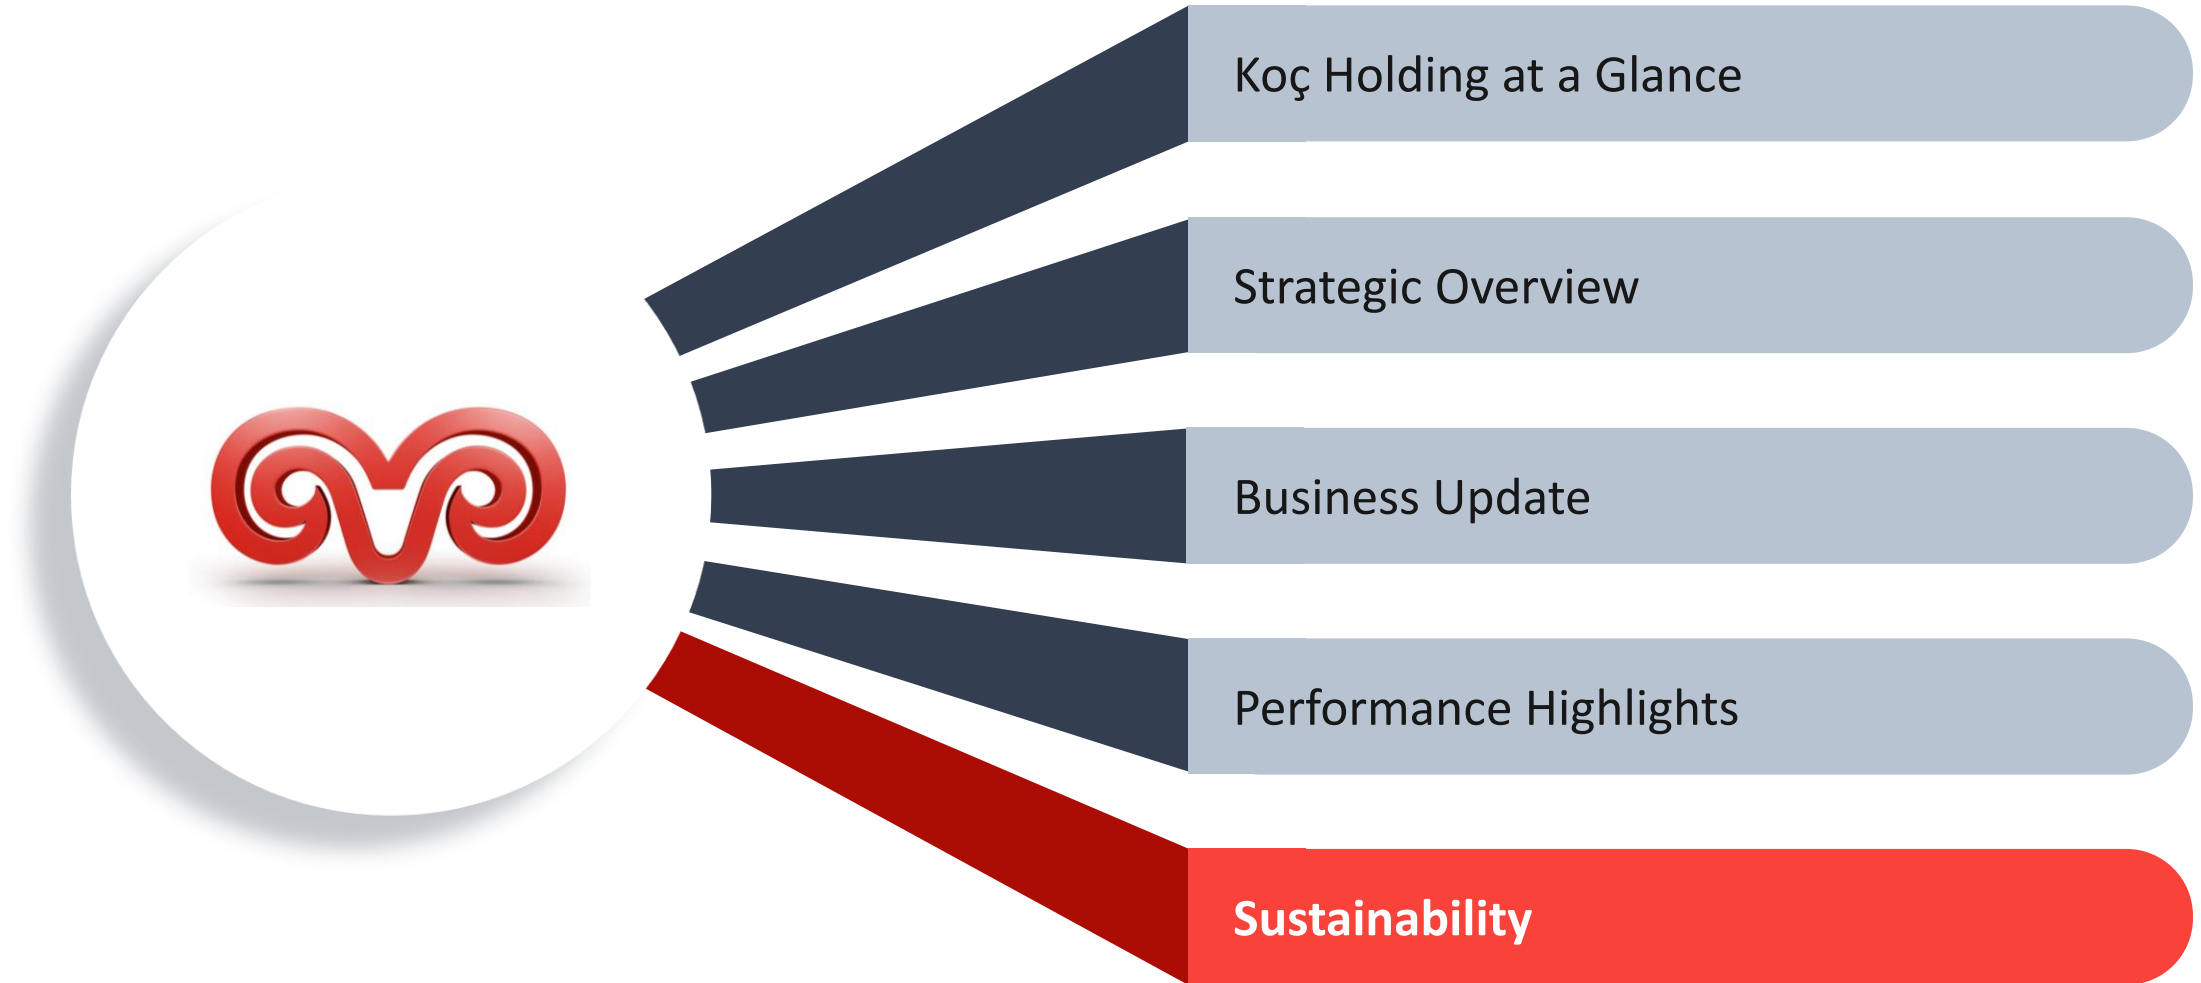 Koç Holding at a Glance
Strategic Overview
Business Update
Performance Highlights
Sustainability